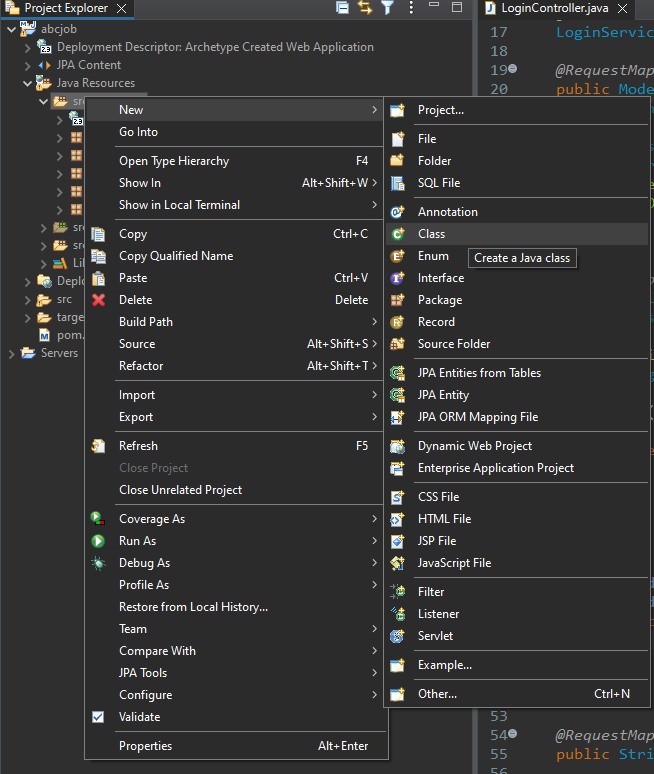 Project Explorer
abcjob
Deployment Descriptor: Archetype Created Web Application
JPA Content
Java Resources
src
src
src
Lib
Deplo
src
targe
pom.
Servers
New
Go Into
Open Type Hierarchy F4
Show In Alt+Shift+W
Show in Local Terminal
Copy Ctrl+C
Copy Qualified Name
Paste Ctrl+V
Delete Delete
Build Path
Source Alt+Shift+S
Refactor Alt+Shift+T
Import
Export
Refresh F5
Close Project
Close Unrelated Project
Coverage As
Run As
Debug As
Profile As
Restore from Local History...
Team
Compare With
JPA Tools
Configure
Validate
Properties Alt+Enter
Project...
File
Folder
SQL File
Annotation
Class
Enum
Create a Java class
Interface
Package
Record
Source Folder
JPA Entities from Tables
JPA Entity
JPA ORM Mapping File
Dynamic Web Project
Enterprise Application Project
CSS File
HTML File
JSP File
JavaScript File
Filter
Listener
Servlet
Example...
Other... Ctrl+N
LoginController.java
17 LoginServic
18
19 @RequestMap
20 public Mode
53
54 @RequestMap
55 public Stri
56